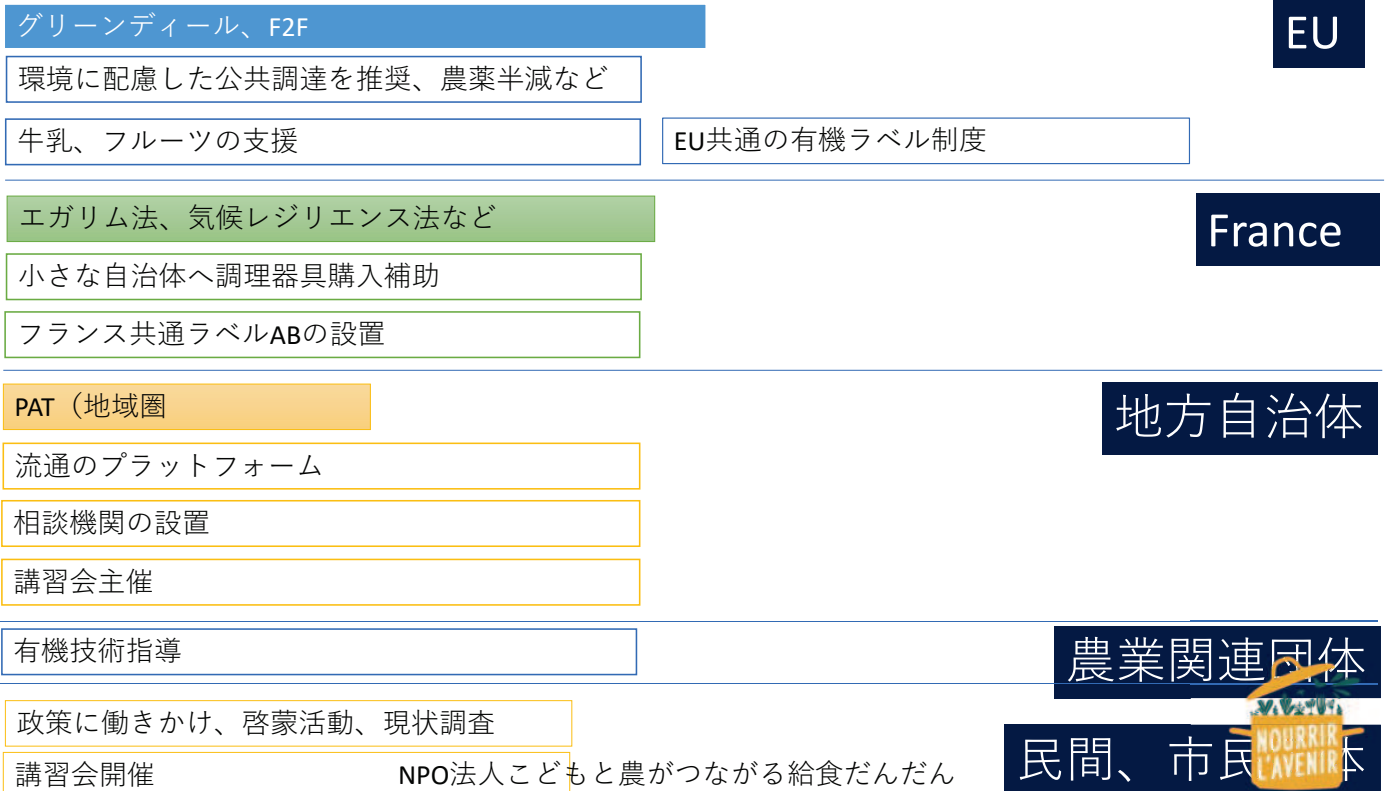 グリーンディール、F2F
EU
環境に配慮した公共調達を推奨、農薬半減など
牛乳、フルーツの支援
EU共通の有機ラベル制度
エガリム法、気候レジリエンス法など
France
小さな自治体へ調理器具購入補助
フランス共通ラベルABの設置
PAT（地域圏
地方自治体
流通のプラットフォーム
相談機関の設置
講習会主催
有機技術指導
農業関連団体
政策に働きかけ、啓蒙活動、現状調査
民間、市民体
NOURRIR
L'AVENIR
講習会開催
NPO法人こどもと農がつながる給食だんだん